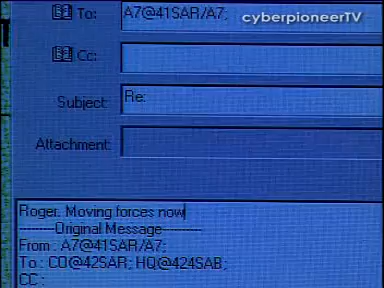 To: A7@41SAR/A7;
cyberpioneerTV
Cc:
Subject: Re:
Attachment:
Roger. Moving forces now
---------Original Message----------
From : A7@41SAR/A7;
To : CO@42SAR; HQ@424SAB;
CC :